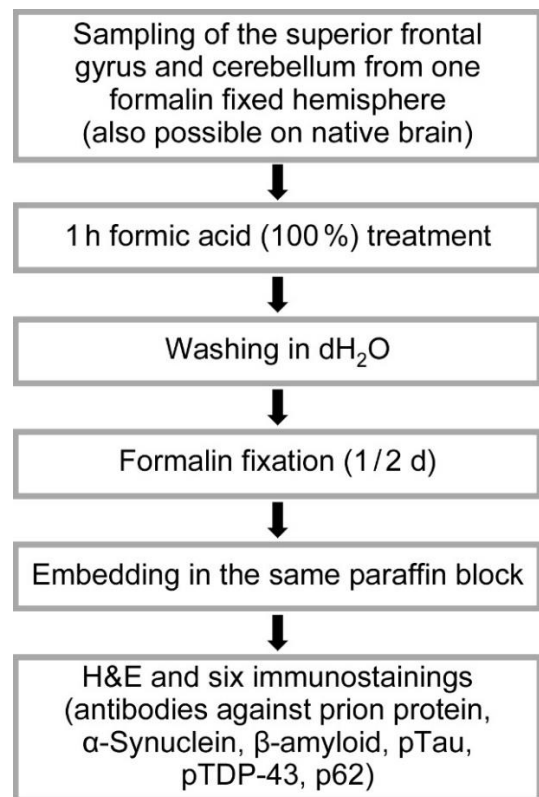 Sampling of the superior frontal
gyrus and cerebellum from one
formalin fixed hemisphere
(also possible on native brain)
1 h formic acid (100 %) treatment
Washing in dH₂O
Formalin fixation (1 / 2 d)
Embedding in the same paraffin block
H&E and six immunostainings
(antibodies against prion protein,
α-Synuclein, β-amyloid, pTau,
pTDP-43, p62)